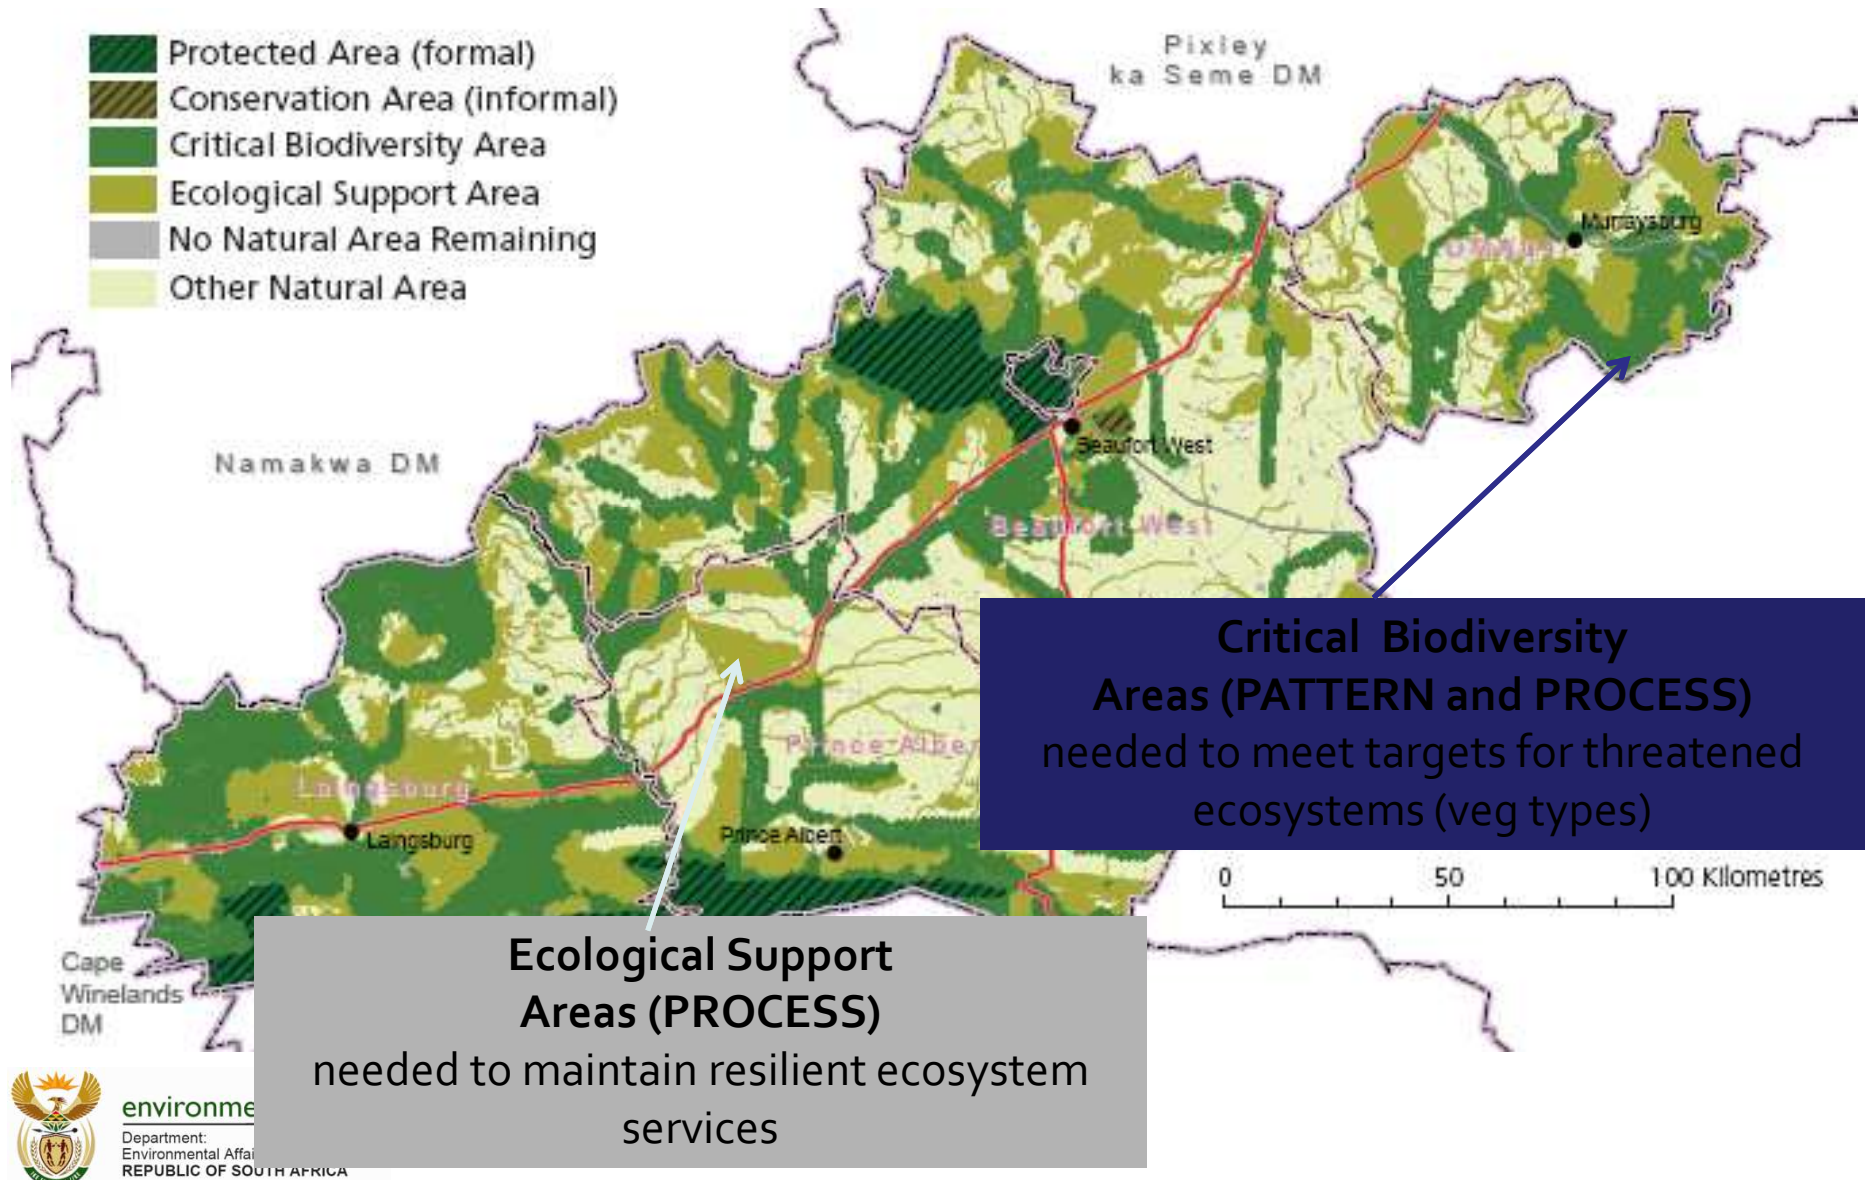 Protected Area (formal)
Conservation Area (informal)
Critical Biodiversity Area
Ecological Support Area
No Natural Area Remaining
Other Natural Area
Pixley
ka Seme DM
Murraysburg
Namakwa DM
Beaufort West
Beaufort West
Critical Biodiversity
Areas (PATTERN and PROCESS)
needed to meet targets for threatened
ecosystems (veg types)
Prince Alber
Laingsburg
Prince Albert
Laingsburg
0 50 100 Kilometres
Cape
Winelands
DM
Ecological Support
Areas (PROCESS)
needed to maintain resilient ecosystem
services
environme
Department:
Environmental Affai
REPUBLIC OF SOUTH AFRICA